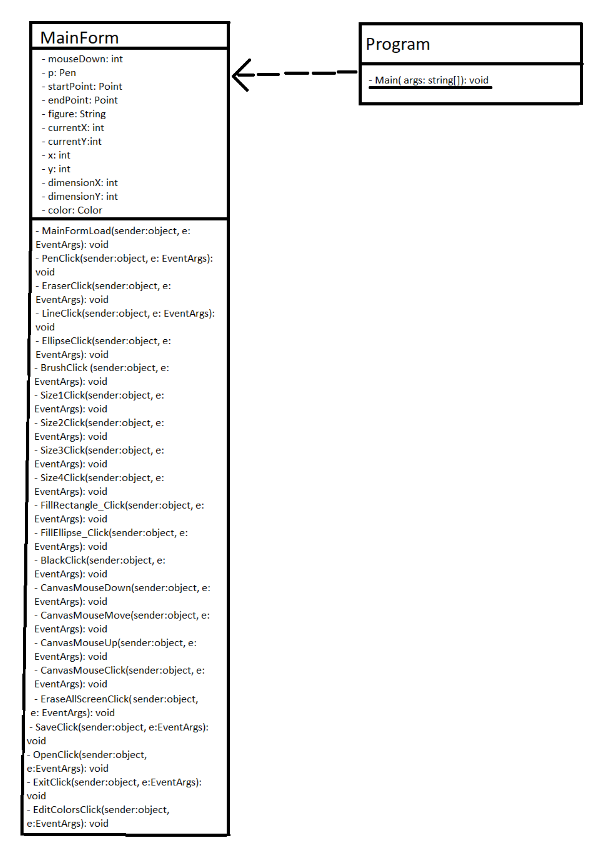 MainForm
- mouseDown: int
- p: Pen
- startPoint: Point
- endPoint: Point
- figure: String
- currentX: int
- currentY:int
- x: int
- y: int
- dimensionX: int
- dimensionY: int
- color: Color
- MainFormLoad(sender:object, e:
EventArgs): void
- PenClick(sender:object, e: EventArgs):
void
- EraserClick(sender:object, e:
EventArgs): void
- LineClick(sender:object, e: EventArgs):
void
- EllipseClick(sender:object, e:
EventArgs): void
- BrushClick (sender:object, e:
EventArgs): void
- Size1Click(sender:object, e:
EventArgs): void
- Size2Click(sender:object, e:
EventArgs): void
- Size3Click(sender:object, e:
EventArgs): void
- Size4Click(sender:object, e:
EventArgs): void
- FillRectangle_Click(sender:object, e:
EventArgs): void
- FillEllipse_Click(sender:object, e:
EventArgs): void
- BlackClick(sender:object, e:
EventArgs): void
- CanvasMouseDown(sender:object, e:
EventArgs): void
- CanvasMouseMove(sender:object, e:
EventArgs): void
- CanvasMouseUp(sender:object, e:
EventArgs): void
- CanvasMouseClick(sender:object, e:
EventArgs): void
- EraseAllScreenClick(sender:object,
e: EventArgs): void
- SaveClick(sender:object, e:EventArgs):
void
- OpenClick(sender:object,
e:EventArgs): void
- ExitClick(sender:object, e:EventArgs):
void
- EditColorsClick(sender:object,
e:EventArgs): void
Program
- Main( args: string[]): void